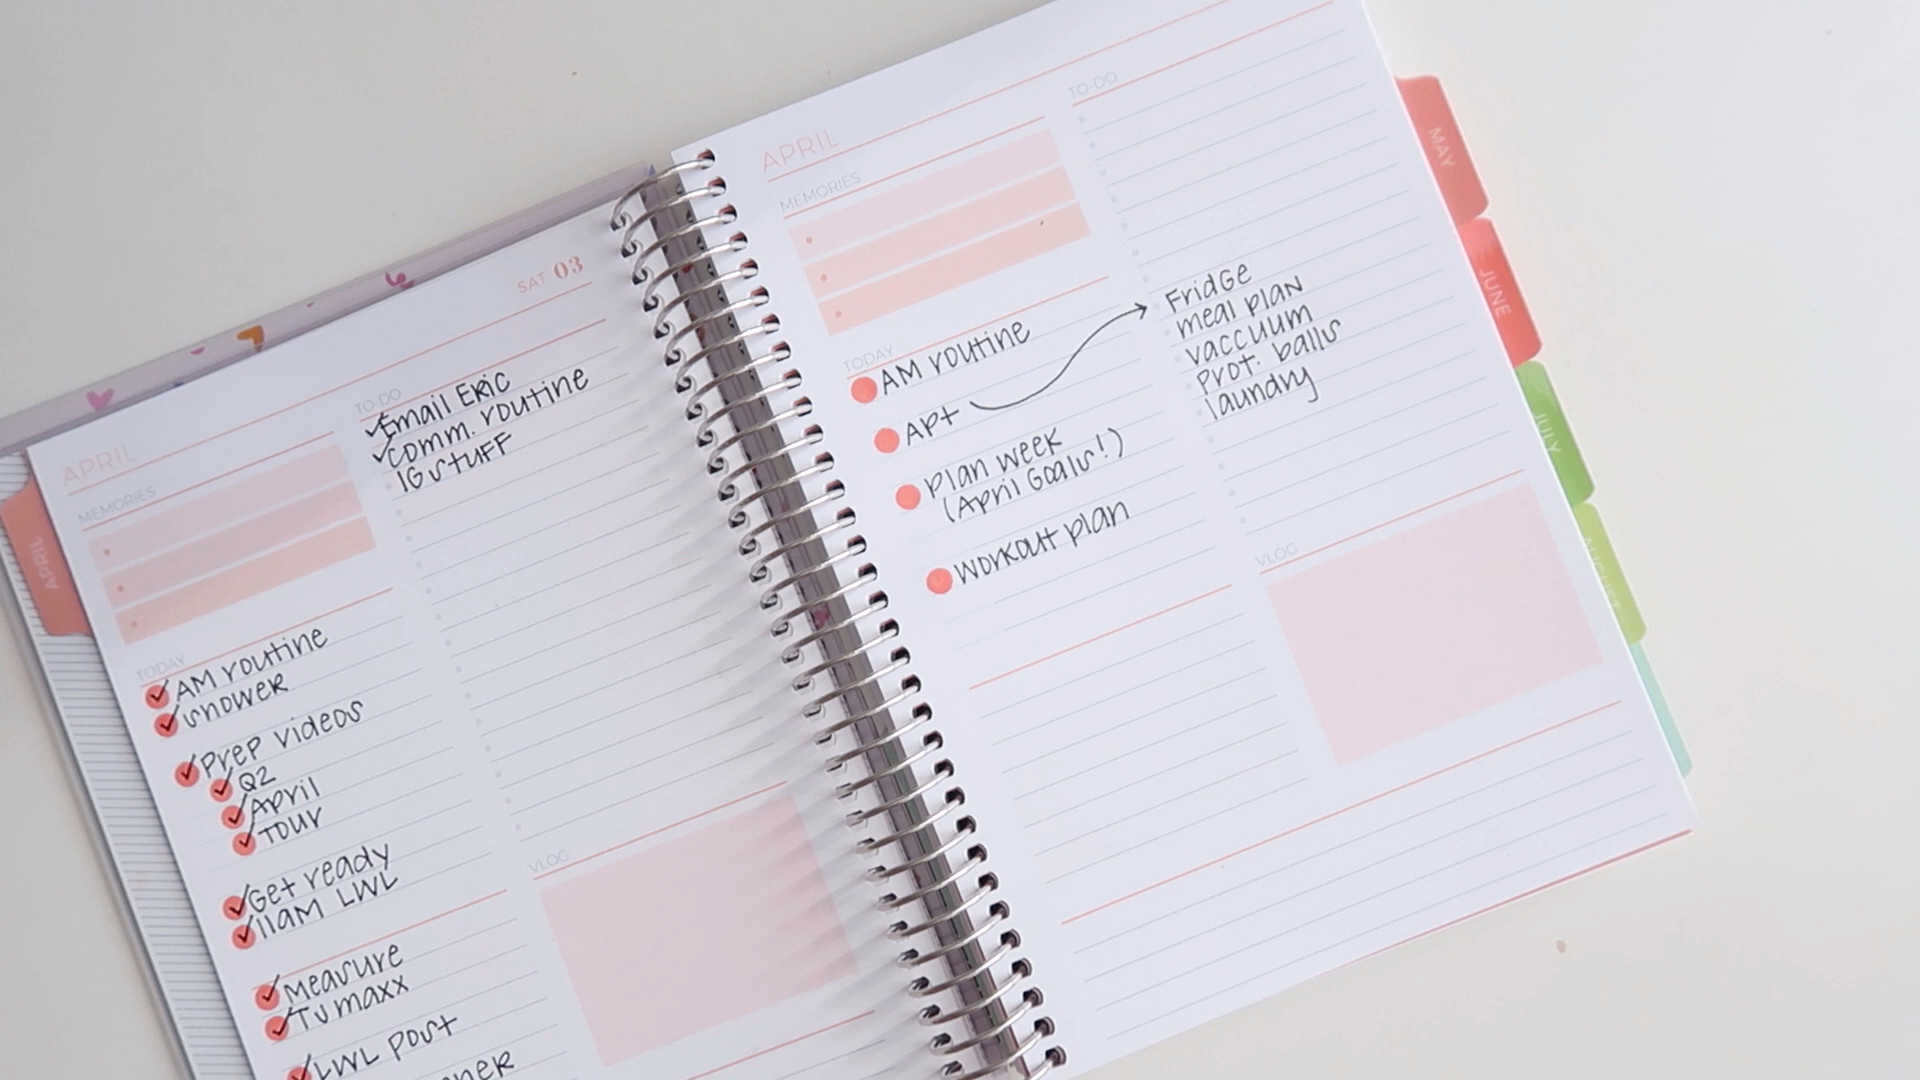 APRIL
SAT 03
MEMORIES
TO-DO
Email Eric
comm. routine
IG stuff
TODAY
AM routine
shower
Prep videos
Q2
April
Tour
Get ready
11AM LWL
Measure
TJ maxx
LWL post
VLOG
APRIL
APRIL
MEMORIES
TO-DO
TODAY
AM routine
Apt
Plan week
(April Goals!)
Workout plan
Fridge
meal plan
vaccuum
prot. balls
laundry
VLOG
MAY
JUNE
JULY
AUGUST